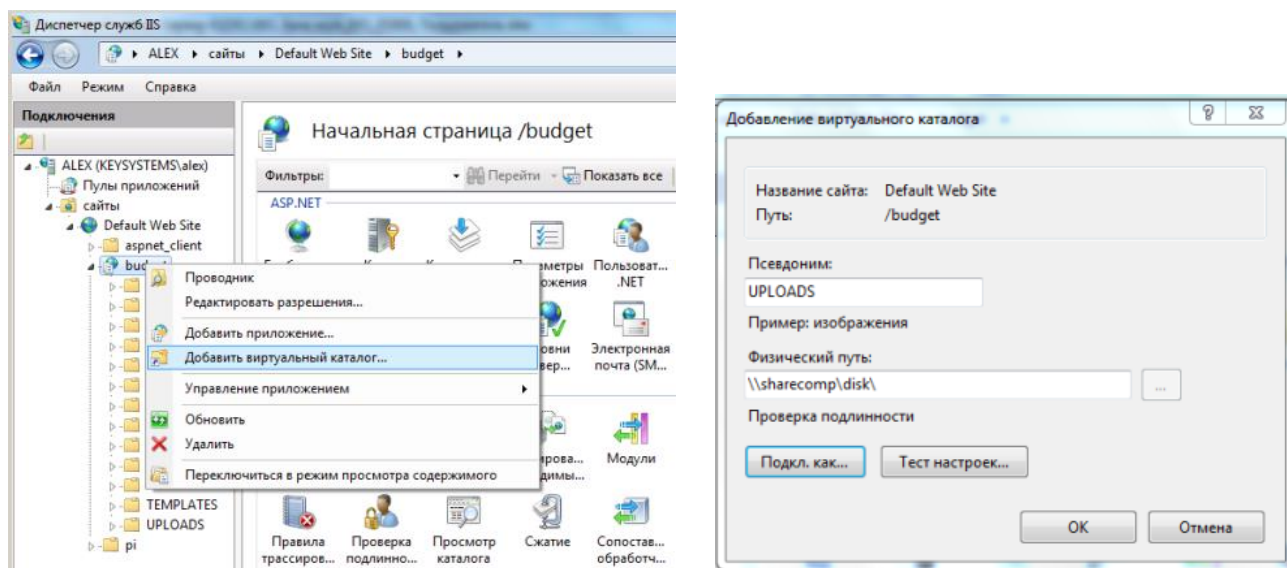 Диспетчер служб IIS
ALEX ▸ сайты ▸ Default Web Site ▸ budget ▸
Файл Режим Справка
Подключения
ALEX (KEYSYSTEMS\alex)
Пулы приложений
сайты
Default Web Site
aspnet_client
TEMPLATES
UPLOADS
pi
Начальная страница /budget
Фильтры: Перейти Показать все
ASP.NET
Пользоват...
.NET
Электронная
почта (SM...
Модули
Правила
трассиров...
Проверка
подлинно...
Просмотр
каталога
Сжатие
Сопостав...
обработч...
Проводник
Редактировать разрешения...
Добавить приложение...
Добавить виртуальный каталог...
Управление приложением
Обновить
Удалить
Переключиться в режим просмотра содержимого
Добавление виртуального каталога
Название сайта: Default Web Site
Путь: /budget
Псевдоним:
UPLOADS
Пример: изображения
Физический путь:
\\sharecomp\disk\
...
Проверка подлинности
Подкл. как... Тест настроек...
OK Отмена